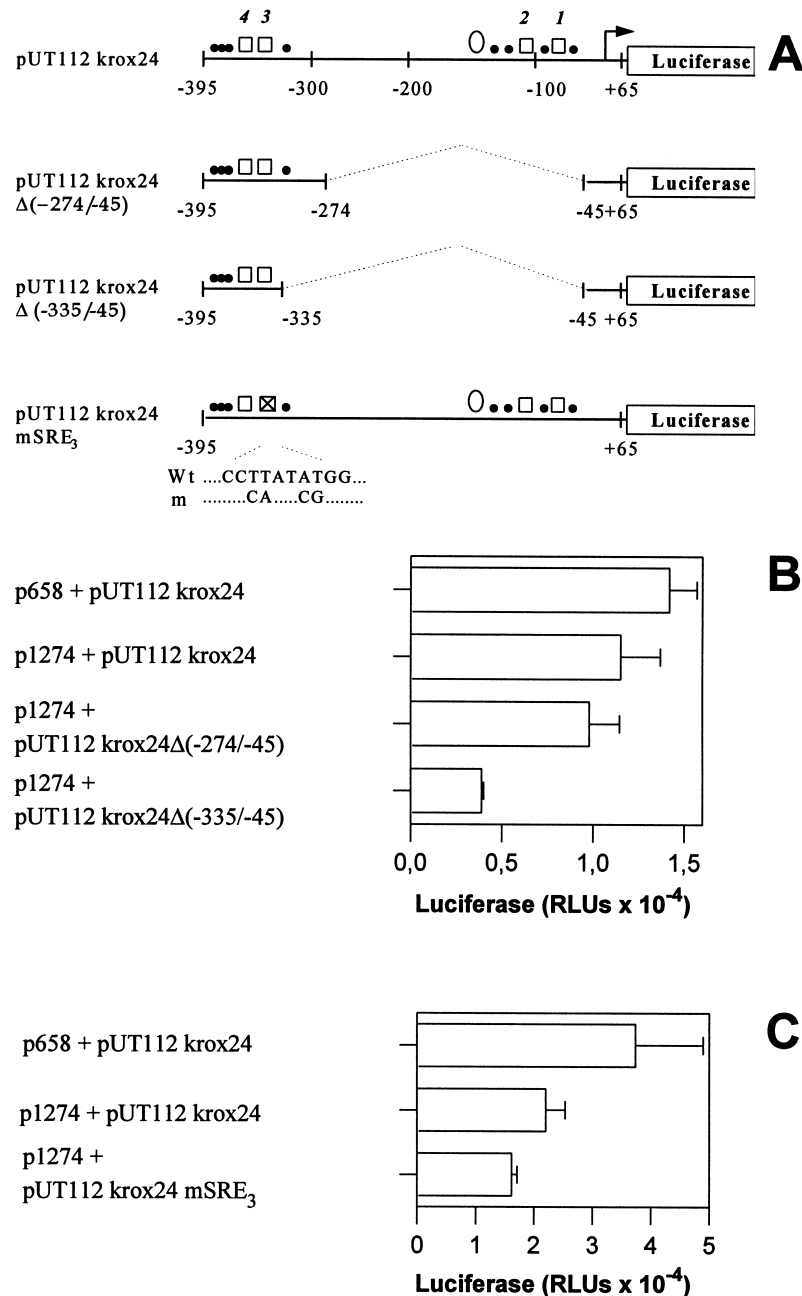 4 3 2 1
pUT112 krox24 Luciferase A
-395 -300 -200 -100 +65
pUT112 krox24 Luciferase
Δ(-274/-45)
-395 -274 -45 +65
pUT112 krox24 Luciferase
Δ (-335/-45)
-395 -335 -45 +65
pUT112 krox24 Luciferase
mSRE3
-395 +65
Wt ....CCTTATATGG...
m .........CA.....CG........
B
p658 + pUT112 krox24
p1274 + pUT112 krox24
p1274 +
pUT112 krox24Δ(-274/-45)
p1274 +
pUT112 krox24Δ(-335/-45)
0,0 0,5 1,0 1,5
Luciferase (RLUs x 10-4)
C
p658 + pUT112 krox24
p1274 + pUT112 krox24
p1274 +
pUT112 krox24 mSRE3
0 1 2 3 4 5
Luciferase (RLUs x 10-4)